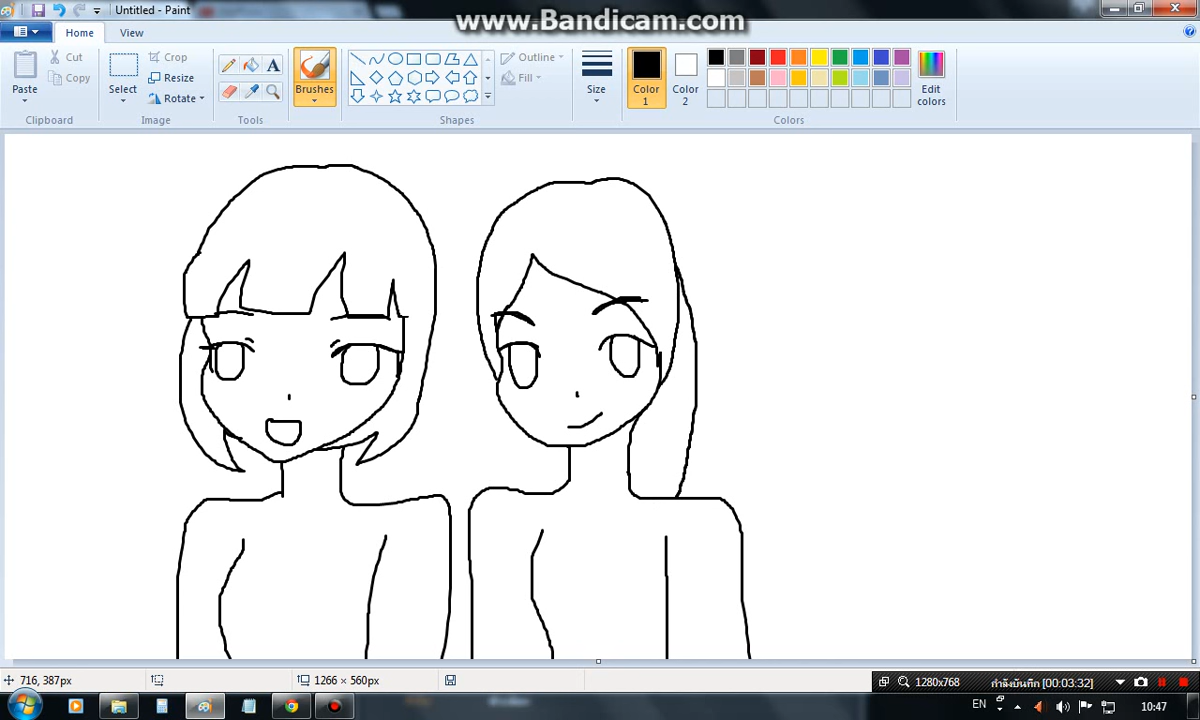 Untitled - Paint
www.Bandicam.com
Home
View
Paste
Cut
Copy
Clipboard
Select
Crop
Resize
Rotate
Image
A
Tools
Brushes
Shapes
Outline
Fill
Size
Color 1
Color 2
Edit colors
Colors
716, 387px
1266 × 560px
1280x768
กำลังบันทึก [00:03:32]
EN
10:47